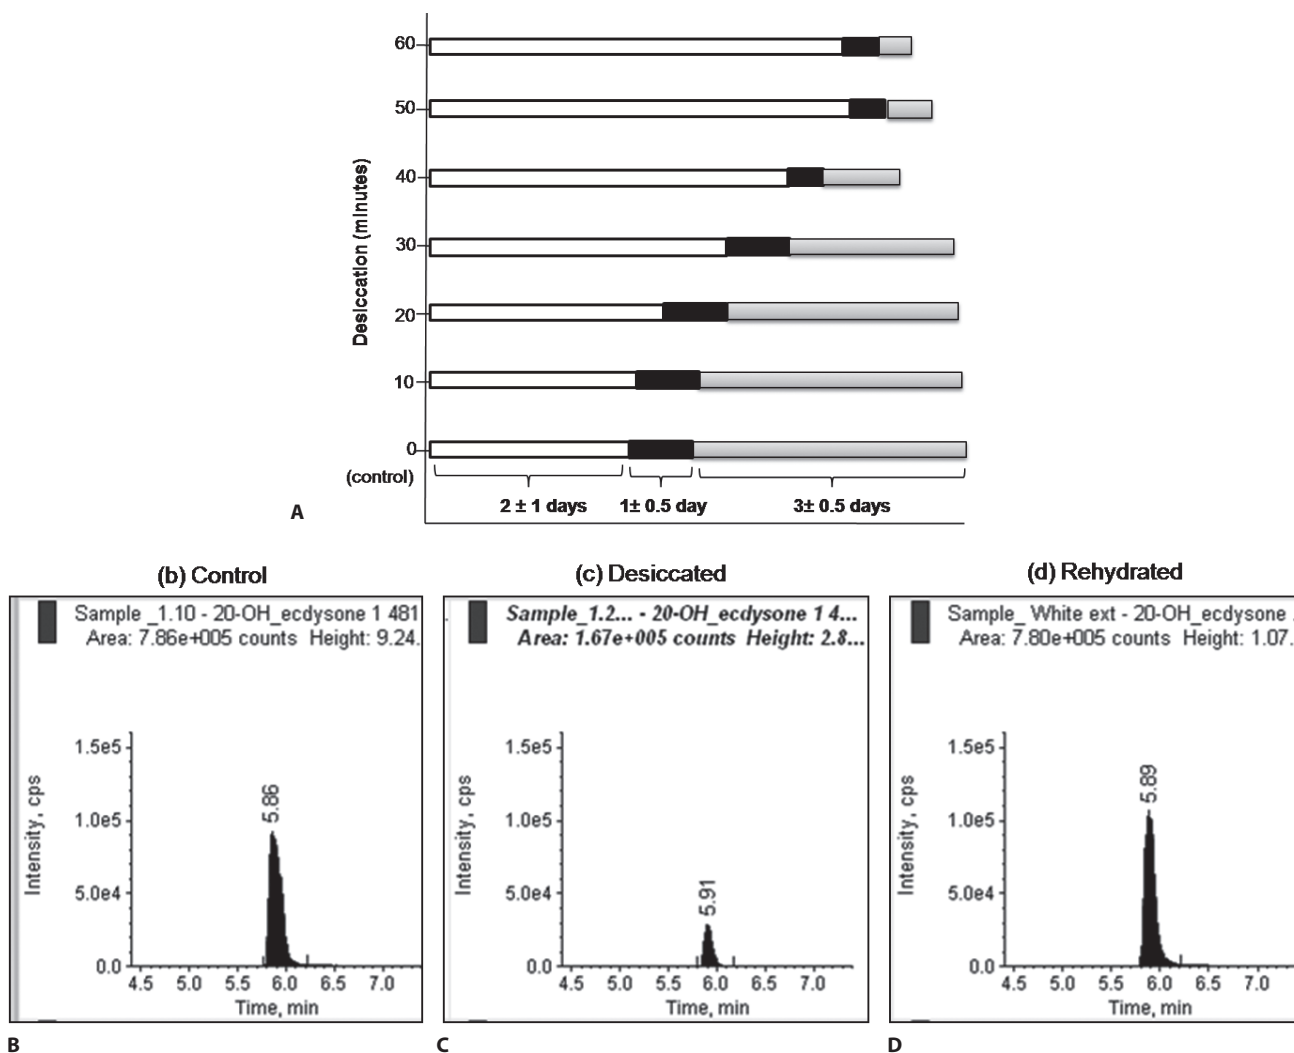 60
50
40
30
20
10
0
(control)
Desiccation (minutes)
2 ± 1 days
1± 0.5 day
3± 0.5 days
A
(b) Control
Sample _1.10 - 20-OH_ecdysone 1 481
Area: 7.86e+005 counts Height: 9.24.
1.5e5
1.0e5
5.0e4
0.0
Intensity, cps
5.86
4.5 5.0 5.5 6.0 6.5 7.0
Time, min
B
(c) Desiccated
Sample_1.2... - 20-OH_ecdysone 1 4...
Area: 1.67e+005 counts Height: 2.8...
1.5e5
1.0e5
5.0e4
0.0
Intensity, cps
5.91
4.5 5.0 5.5 6.0 6.5 7.0
Time, min
C
(d) Rehydrated
Sample_ White ext - 20-OH_ecdysone .
Area: 7.80e+005 counts Height: 1.07.
1.5e5
1.0e5
5.0e4
0.0
Intensity, cps
5.89
4.5 5.0 5.5 6.0 6.5 7.0
Time, min
D